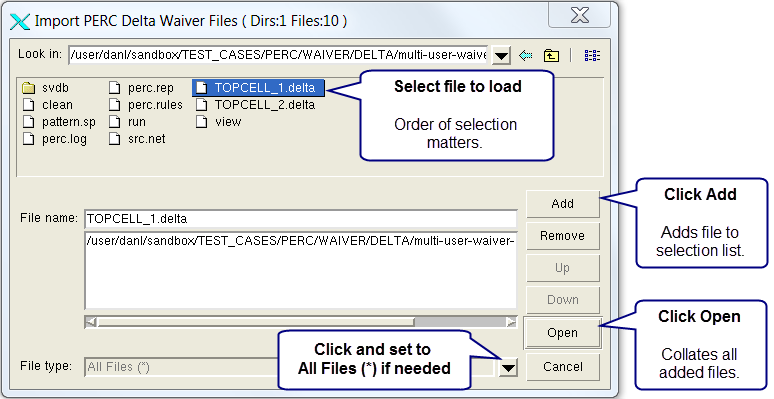 Import PERC Delta Waiver Files ( Dirs:1 Files:10 )
Look in: /user/danl/sandbox/TEST_CASES/PERC/WAIVER/DELTA/multi-user-waive
svdb perc.rep TOPCELL_1.delta
clean perc.rules TOPCELL_2.delta
pattern.sp run view
perc.log src.net
Select file to load
Order of selection
matters.
Add
File name: TOPCELL_1.delta
/user/danl/sandbox/TEST_CASES/PERC/WAIVER/DELTA/multi-user-waiver-
Remove
Up
Down
Open
File type: All Files (*)
Cancel
Click Add
Adds file to
selection list.
Click Open
Collates all
added files.
Click and set to
All Files (*) if needed